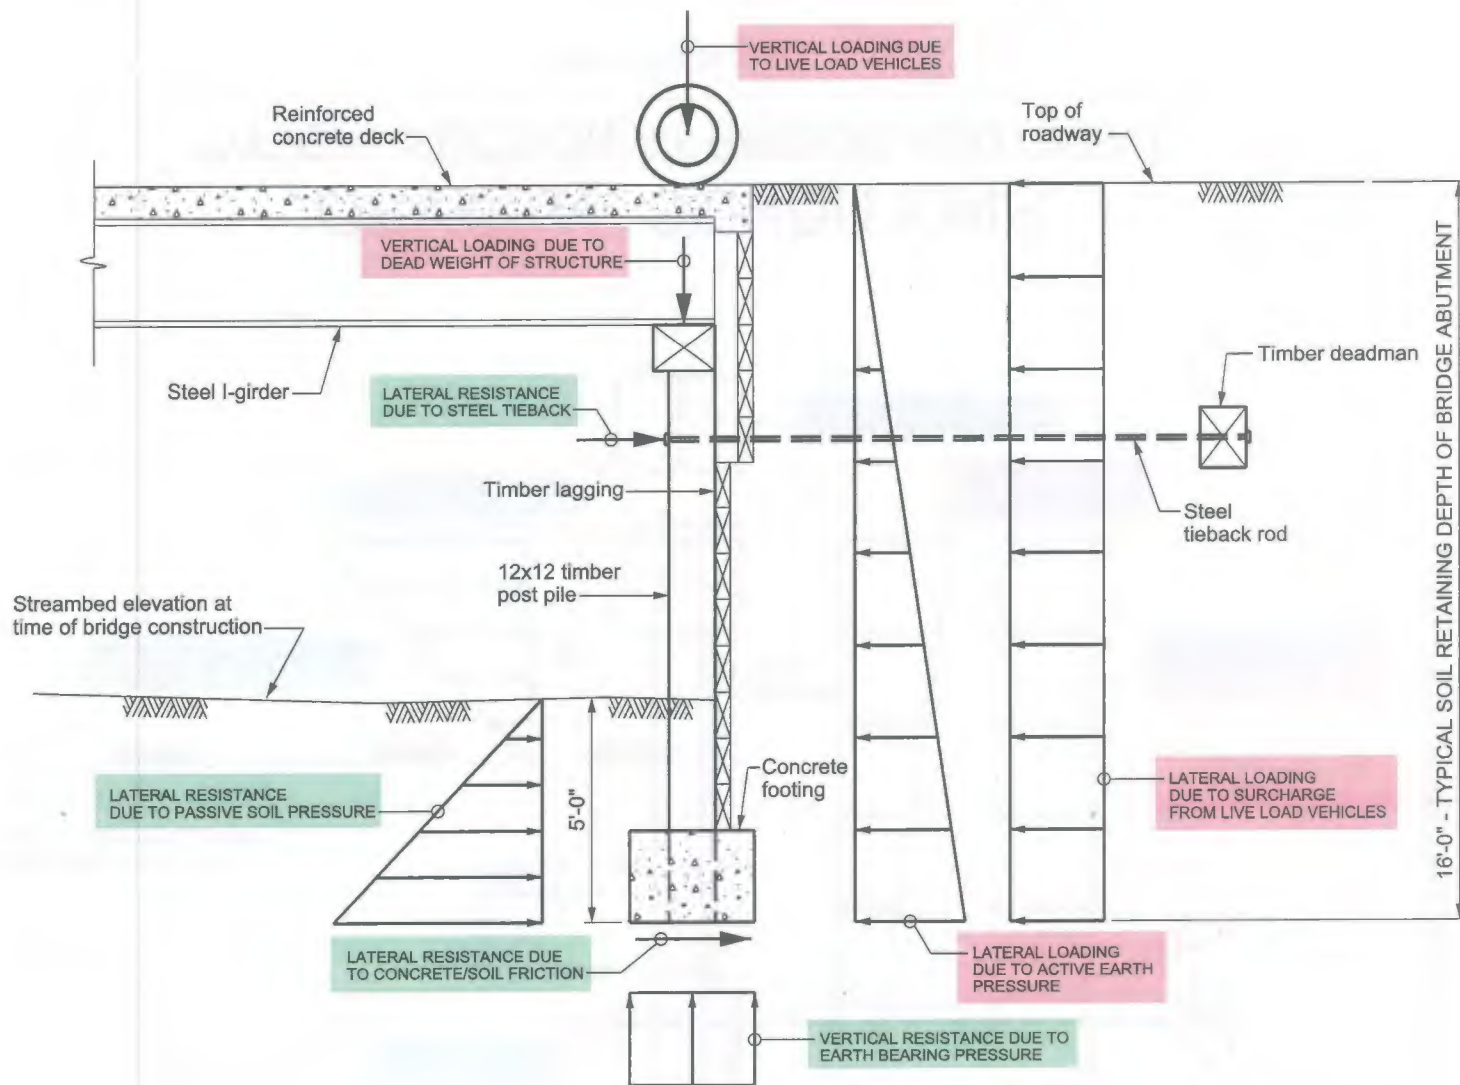 VERTICAL LOADING DUE
TO LIVE LOAD VEHICLES
Reinforced
concrete deck
Top of
roadway
VERTICAL LOADING DUE TO
DEAD WEIGHT OF STRUCTURE
Steel I-girder
LATERAL RESISTANCE
DUE TO STEEL TIEBACK
Timber deadman
Timber lagging
Steel
tieback rod
12x12 timber
post pile
Streambed elevation at
time of bridge construction
Concrete
footing
LATERAL RESISTANCE
DUE TO PASSIVE SOIL PRESSURE
5'-0"
LATERAL LOADING
DUE TO SURCHARGE
FROM LIVE LOAD VEHICLES
16'-0" - TYPICAL SOIL RETAINING DEPTH OF BRIDGE ABUTMENT
LATERAL RESISTANCE DUE
TO CONCRETE/SOIL FRICTION
LATERAL LOADING
DUE TO ACTIVE EARTH
PRESSURE
VERTICAL RESISTANCE DUE TO
EARTH BEARING PRESSURE